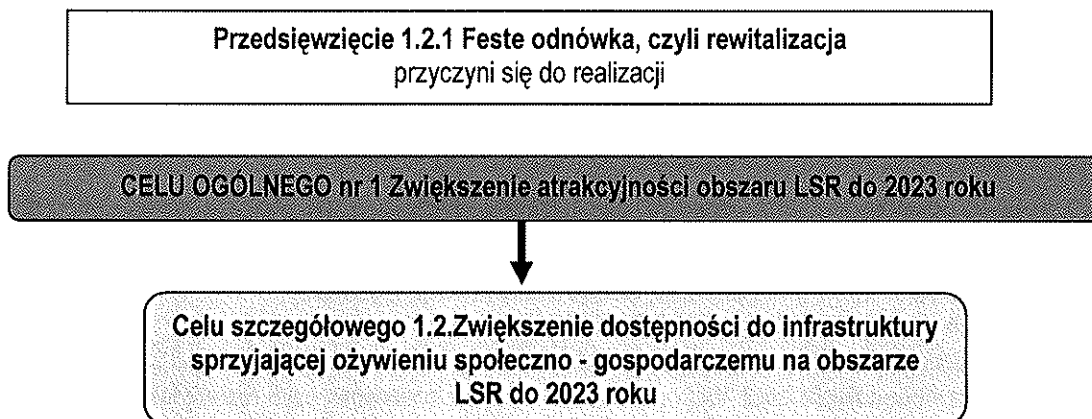 Przedsięwzięcie 1.2.1 Feste odnówka, czyli rewitalizacja
przyczyni się do realizacji
CELU OGÓLNEGO nr 1 Zwiększenie atrakcyjności obszaru LSR do 2023 roku
Celu szczegółowego 1.2.Zwiększenie dostępności do infrastruktury
sprzyjającej ożywieniu społeczno - gospodarczemu na obszarze
LSR do 2023 roku